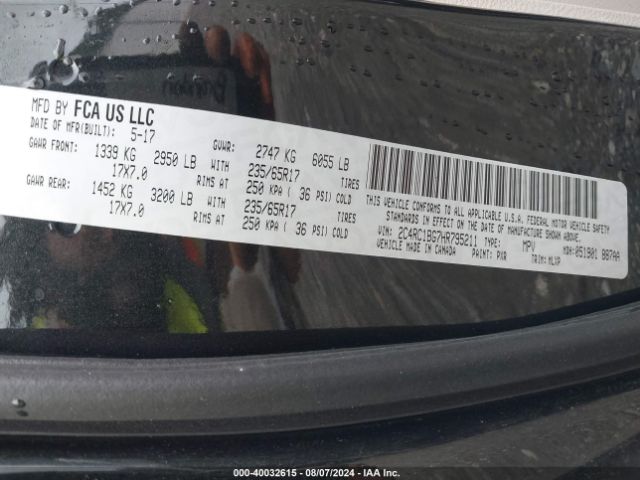 MFD BY FCA US LLC
DATE OF MFR(BUILT): 5-17 GVWR: 2747 KG 6055 LB
GAWR FRONT: 1339 KG 2950 LB WITH 235/65R17 TIRES
17X7.0 RIMS AT 250 KPA ( 36 PSI) COLD
GAWR REAR: 1452 KG 3200 LB WITH 235/65R17 TIRES
17X7.0 RIMS AT 250 KPA ( 36 PSI) COLD
THIS VEHICLE CONFORMS TO ALL APPLICABLE U.S.A. FEDERAL MOTOR VEHICLE SAFETY
STANDARDS IN EFFECT ON THE DATE OF MANUFACTURE SHOWN ABOVE.
VIN: 2C4RC1BG7HR795211 TYPE: MPV MDH:051901 887AA
VEHICLE MADE IN CANADA PAINT: PXR TRIM: MLXP
000-40032615 - 08/07/2024 - IAA Inc.